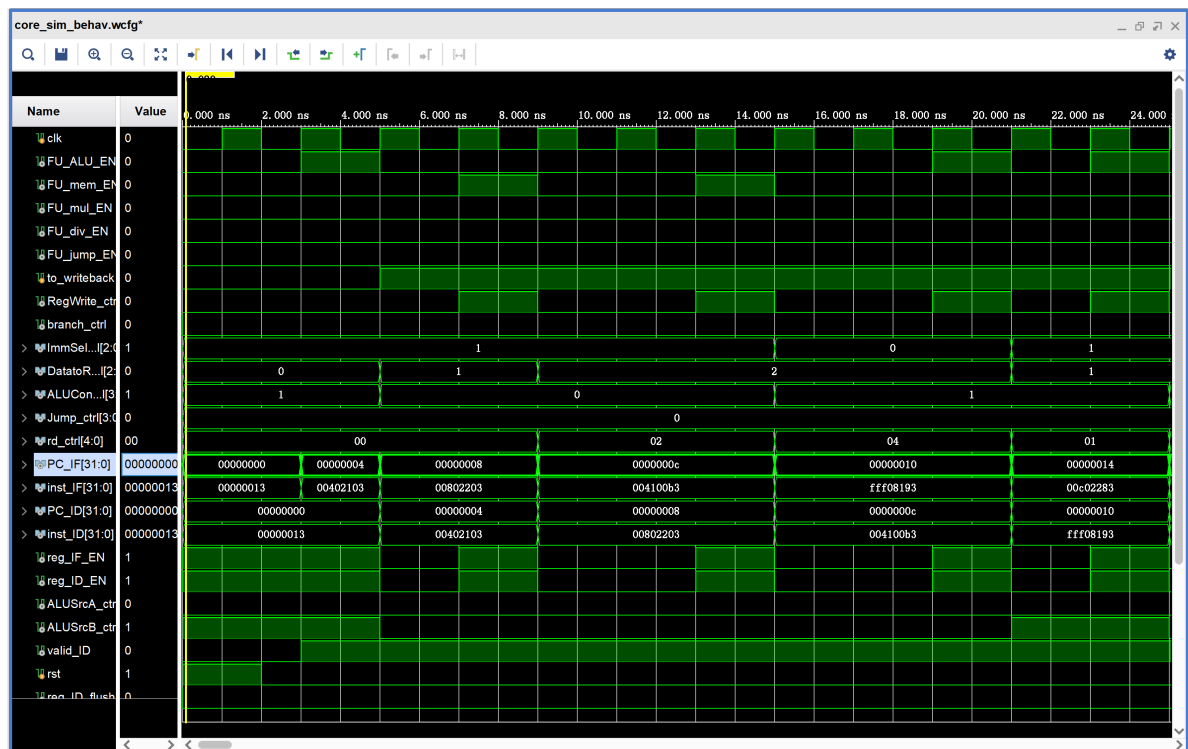 core_sim_behav.wcfg*
Name Value
0.000 ns 2.000 ns 4.000 ns 6.000 ns 8.000 ns 10.000 ns 12.000 ns 14.000 ns 16.000 ns 18.000 ns 20.000 ns 22.000 ns 24.000
clk 0
FU_ALU_EN 0
FU_mem_EN 0
FU_mul_EN 0
FU_div_EN 0
FU_jump_EN 0
to_writeback 0
RegWrite_ctr 0
branch_ctrl 0
ImmSel...l[2:0 1 1 0 1
DatatoR...l[2: 0 0 1 2 1
ALUCon...l[3 1 1 0 1
Jump_ctrl[3:0 0 0
rd_ctrl[4:0] 00 00 02 04 01
PC_IF[31:0] 00000000 00000000 00000004 00000008 0000000c 00000010 00000014
inst_IF[31:0] 00000013 00000013 00402103 00802203 004100b3 fff08193 00c02283
PC_ID[31:0] 00000000 00000000 00000004 00000008 0000000c 00000010
inst_ID[31:0] 00000013 00000013 00402103 00802203 004100b3 fff08193
reg_IF_EN 1
reg_ID_EN 1
ALUSrcA_ctr 0
ALUSrcB_ctr 1
valid_ID 0
rst 1
reg_ID_flush 0